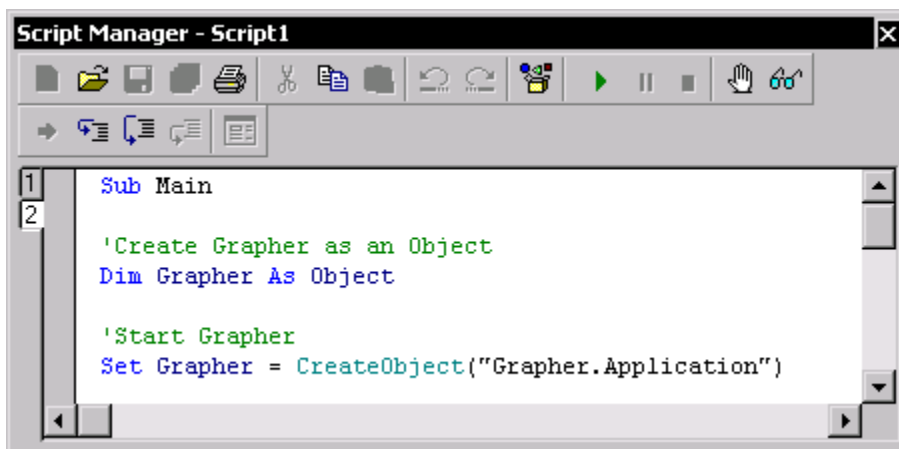 Script Manager - Script1
1
2
Sub Main
'Create Grapher as an Object
Dim Grapher As Object
'Start Grapher
Set Grapher = CreateObject("Grapher.Application")